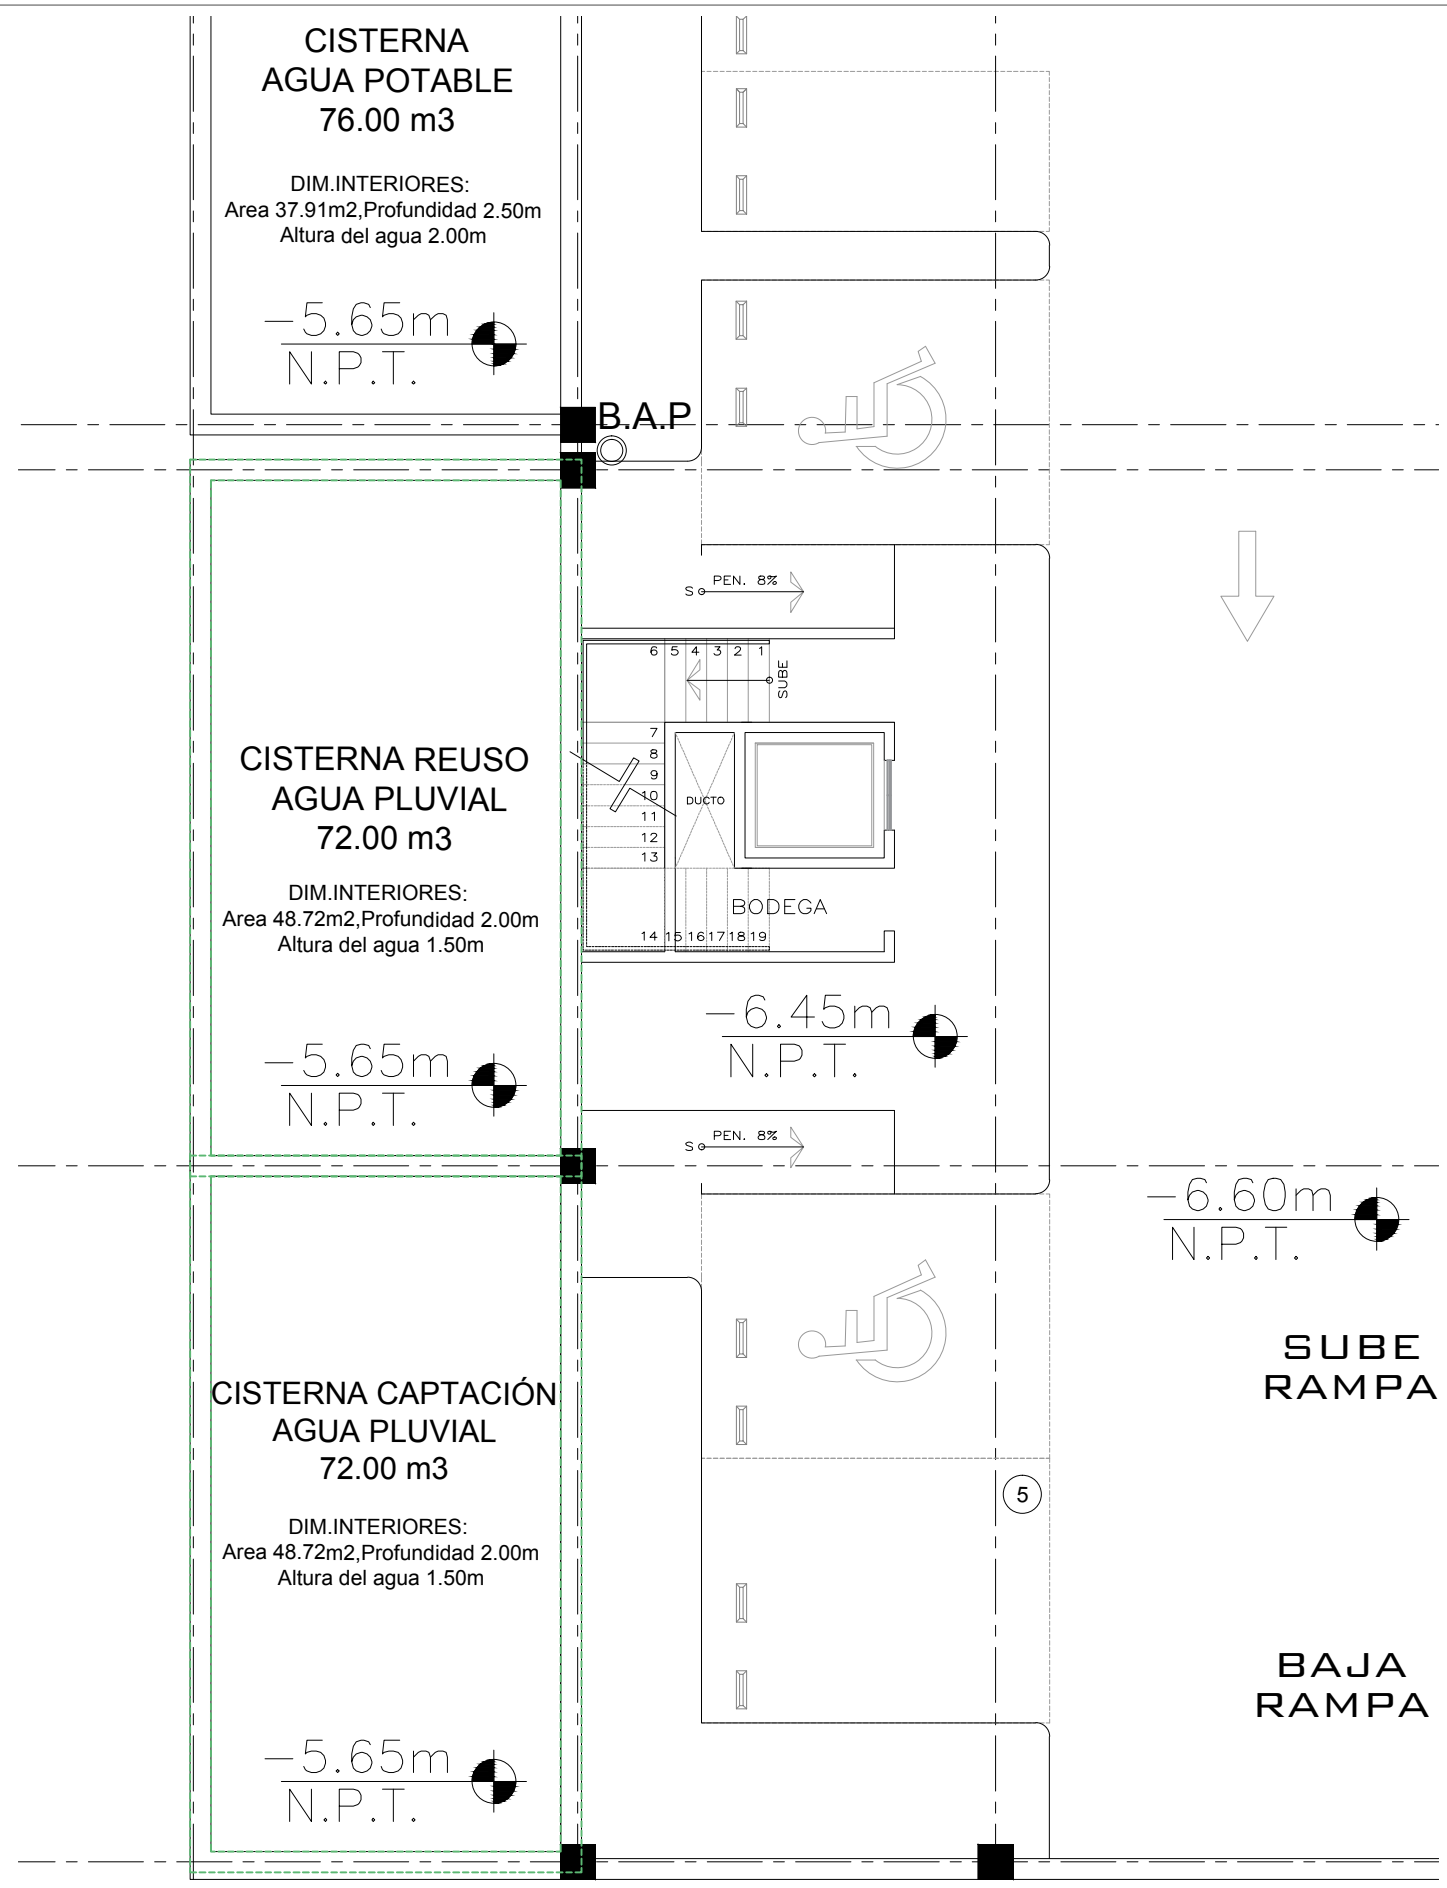 CISTERNA
AGUA POTABLE
76.00 m3
DIM.INTERIORES:
Area 37.91m2,Profundidad 2.50m
Altura del agua 2.00m
-5.65m
N.P.T.
B.A.P
S PEN. 8%
6 5 4 3 2 1
SUBE
7
8
9
10
11
12
13
DUCTO
BODEGA
14 15 16 17 18 19
CISTERNA REUSO
AGUA PLUVIAL
72.00 m3
DIM.INTERIORES:
Area 48.72m2,Profundidad 2.00m
Altura del agua 1.50m
-6.45m
N.P.T.
-5.65m
N.P.T.
S PEN. 8%
-6.60m
N.P.T.
SUBE
RAMPA
CISTERNA CAPTACIÓN
AGUA PLUVIAL
72.00 m3
DIM.INTERIORES:
Area 48.72m2,Profundidad 2.00m
Altura del agua 1.50m
5
BAJA
RAMPA
-5.65m
N.P.T.